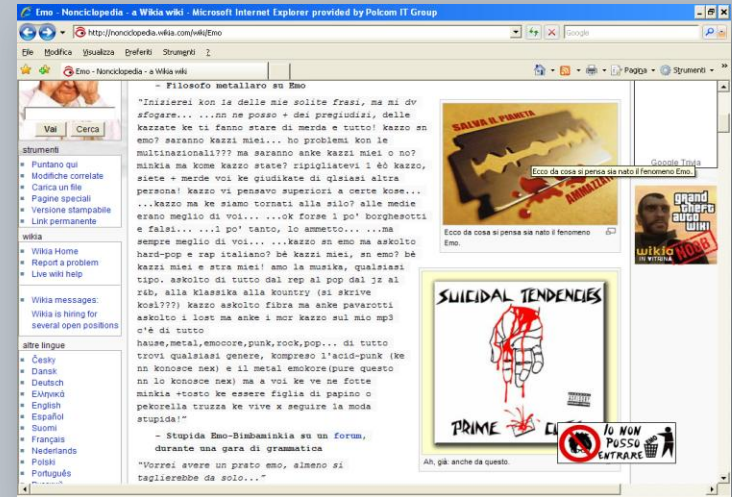 Emo - Nonciclopedia - a Wikia wiki - Microsoft Internet Explorer provided by Polcom IT Group
http://nonciclopedia.wikia.com/wiki/Emo
Google
File Modifica Visualizza Preferiti Strumenti ?
Emo - Nonciclopedia - a Wikia wiki
Pagina
Strumenti
Vai
Cerca
strumenti
Puntano qui
Modifiche correlate
Carica un file
Pagine speciali
Versione stampabile
Link permanente
wikia
Wikia Home
Report a problem
Live wiki help
Wikia messages:
Wikia is hiring for
several open positions
altre lingue
Česky
Dansk
Deutsch
Ελληνικά
English
Español
Suomi
Français
Nederlands
Polski
Português
~ Filosofo metallaro su Emo
"Inizierei kon la delle mie solite frasi, ma mi dv
sfogare... ...nn ne posso + dei pregiudizi, delle
kazzate ke ti fanno stare di merda e tutto! kazzo sn
emo? saranno kazzi miei... ho problemi kon le
multinazionali??? ma saranno anke kazzi miei o no?
minkia ma kome kazzo state? ripigliatevi 1 èò kazzo,
siete + merde voi ke giudikate di qlsiasi altra
persona! kazzo vi pensavo superiori a certe kose...
...kazzo ma ke siamo tornati alla silo? alle medie
erano meglio di voi... ...ok forse 1 po' borghesotti
e falsi... ...1 po' tanto, lo ammetto... ...ma
sempre meglio di voi... ...kazzo sn emo ma askolto
hard-pop e rap italiano? bè kazzi miei, sn emo? bè
kazzi miei e stra miei! amo la musika, qualsiasi
tipo. askolto di tutto dal rep al pop dal jz al
r&b, alla klassika alla kountry (si skrive
kosì???) kazzo askolto fibra ma anke pavarotti
askolto i lost ma anke i mcr kazzo sul mio mp3
c'è di tutto
hause,metal,emocore,punk,rock,pop... di tutto
trovi qualsiasi genere, kompreso l'acid-punk (ke
nn konosce nex) e il metal emokore(pure questo
nn lo konosce nex) ma a voi ke ve ne fotte
minkia +tosto ke essere figlia di papino o
pekorella truzza ke vive x seguire la moda
stupida!"
~ Stupida Emo-Bimbaminkia su un forum,
durante una gara di grammatica
"Vorrei avere un prato emo, almeno si
taglierebbe da solo..."
SALVA IL PIANETA
AMMAZZATI
Ecco da cosa si pensa sia nato il fenomeno Emo.
Ecco da cosa si pensa sia nato il fenomeno
Emo.
SUICIDAL TENDENCIES
PRIME
Ah, già: anche da questo.
Google Trivia
grand
theft
auto
WIKI
wikia
IN VETRINA
NOOB
IO NON
POSSO
ENTRARE